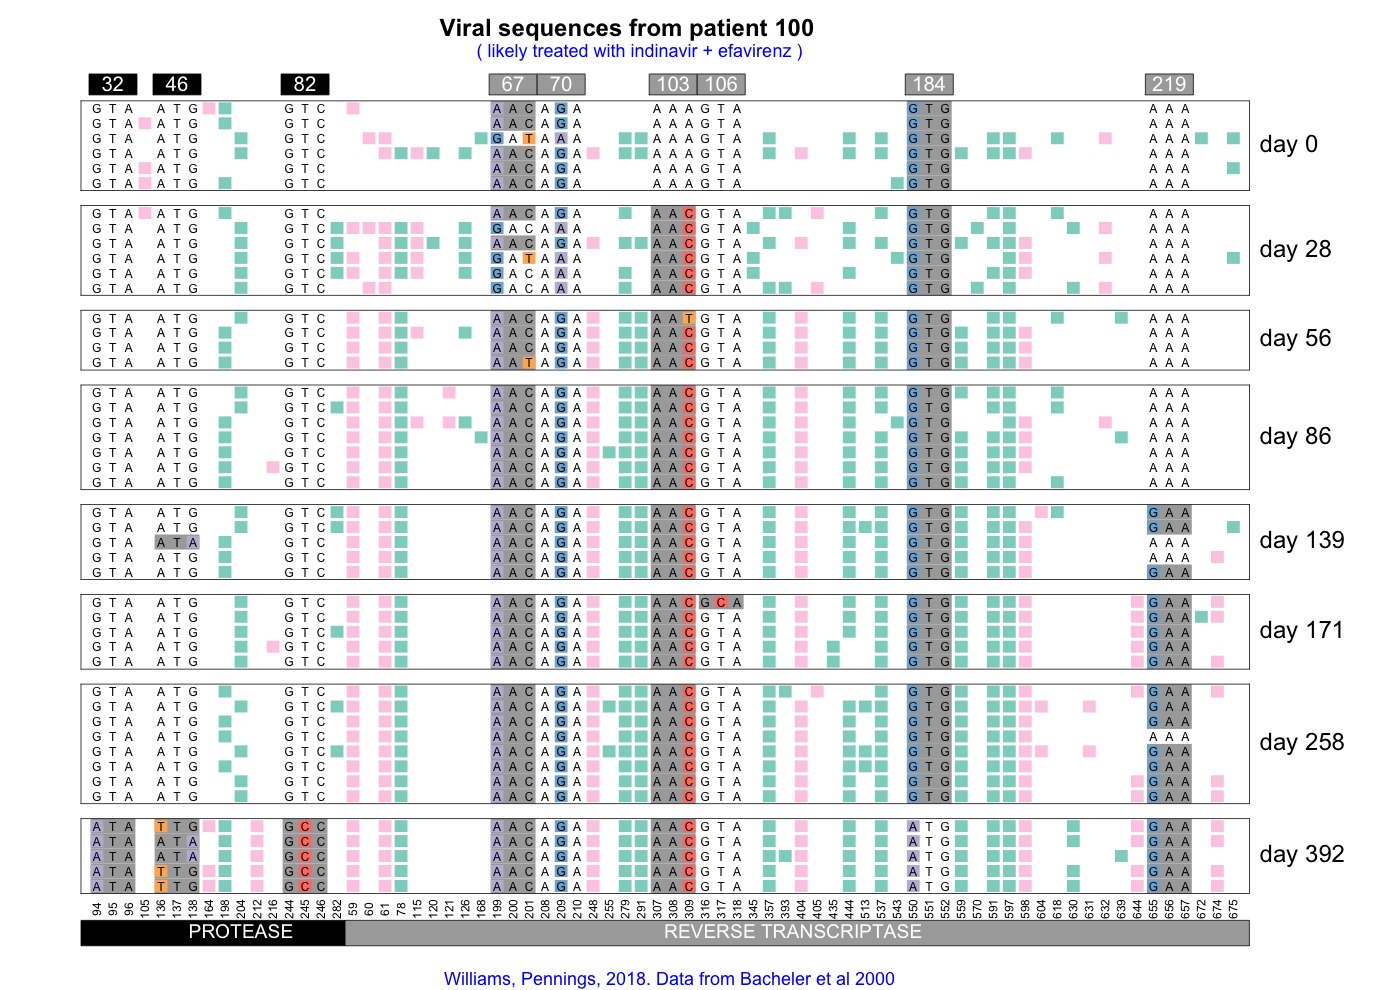 Viral sequences from patient 100
( likely treated with indinavir + efavirenz )
32 46 82 67 70 103 106 184 219
G T A A T G G T C A A C A G A A A A G T A G T G A A A
G T A A T G G T C A A C A G A A A A G T A G T G A A A
G T A A T G G T C G A T A A A A A A G T A G T G A A A
day 0
G T A A T G G T C A A C A G A A A A G T A G T G A A A
G T A A T G G T C A A C A G A A A A G T A G T G A A A
G T A A T G G T C A A C A G A A A A G T A G T G A A A
G T A A T G G T C A A C A G A A A C G T A G T G A A A
G T A A T G G T C G A C A A A A A C G T A G T G A A A
G T A A T G G T C A A C A G A A A C G T A G T G A A A
day 28
G T A A T G G T C G A T A A A A A C G T A G T G A A A
G T A A T G G T C G A C A A A A A C G T A G T G A A A
G T A A T G G T C G A C A A A A A C G T A G T G A A A
G T A A T G G T C A A C A G A A A T G T A G T G A A A
G T A A T G G T C A A C A G A A A C G T A G T G A A A
day 56
G T A A T G G T C A A C A G A A A C G T A G T G A A A
G T A A T G G T C A A T A G A A A C G T A G T G A A A
G T A A T G G T C A A C A G A A A C G T A G T G A A A
G T A A T G G T C A A C A G A A A C G T A G T G A A A
G T A A T G G T C A A C A G A A A C G T A G T G A A A
G T A A T G G T C A A C A G A A A C G T A G T G A A A
day 86
G T A A T G G T C A A C A G A A A C G T A G T G A A A
G T A A T G G T C A A C A G A A A C G T A G T G A A A
G T A A T G G T C A A C A G A A A C G T A G T G A A A
G T A A T G G T C A A C A G A A A C G T A G T G G A A
G T A A T G G T C A A C A G A A A C G T A G T G G A A
G T A A T A G T C A A C A G A A A C G T A G T G A A A
day 139
G T A A T G G T C A A C A G A A A C G T A G T G A A A
G T A A T G G T C A A C A G A A A C G T A G T G G A A
G T A A T G G T C A A C A G A A A C G C A G T G G A A
G T A A T G G T C A A C A G A A A C G T A G T G G A A
G T A A T G G T C A A C A G A A A C G T A G T G G A A
day 171
G T A A T G G T C A A C A G A A A C G T A G T G G A A
G T A A T G G T C A A C A G A A A C G T A G T G G A A
G T A A T G G T C A A C A G A A A C G T A G T G G A A
G T A A T G G T C A A C A G A A A C G T A G T G G A A
G T A A T G G T C A A C A G A A A C G T A G T G G A A
G T A A T G G T C A A C A G A A A C G T A G T G A A A
day 258
G T A A T G G T C A A C A G A A A C G T A G T G G A A
G T A A T G G T C A A C A G A A A C G T A G T G G A A
G T A A T G G T C A A C A G A A A C G T A G T G G A A
G T A A T G G T C A A C A G A A A C G T A G T G G A A
A T A T T G G C C A A C A G A A A C G T A A T G G A A
A T A A T A G C C A A C A G A A A C G T A A T G G A A
A T A A T A G C C A A C A G A A A C G T A A T G G A A
day 392
A T A T T G G C C A A C A G A A A C G T A A T G G A A
A T A T T G G C C A A C A G A A A C G T A A T G G A A
94 95 96 105 136 137 138 164 198 204 212 216 244 245 246 282 59 60 61 78 115 120 121 126 168 199 200 201 208 209 210 248 255 279 291 307 308 309 316 317 318 345 357 393 404 405 435 444 513 537 543 550 551 552 559 570 591 597 598 604 618 630 631 632 639 644 655 656 657 672 674 675
PROTEASE REVERSE TRANSCRIPTASE
Williams, Pennings, 2018. Data from Bacheler et al 2000